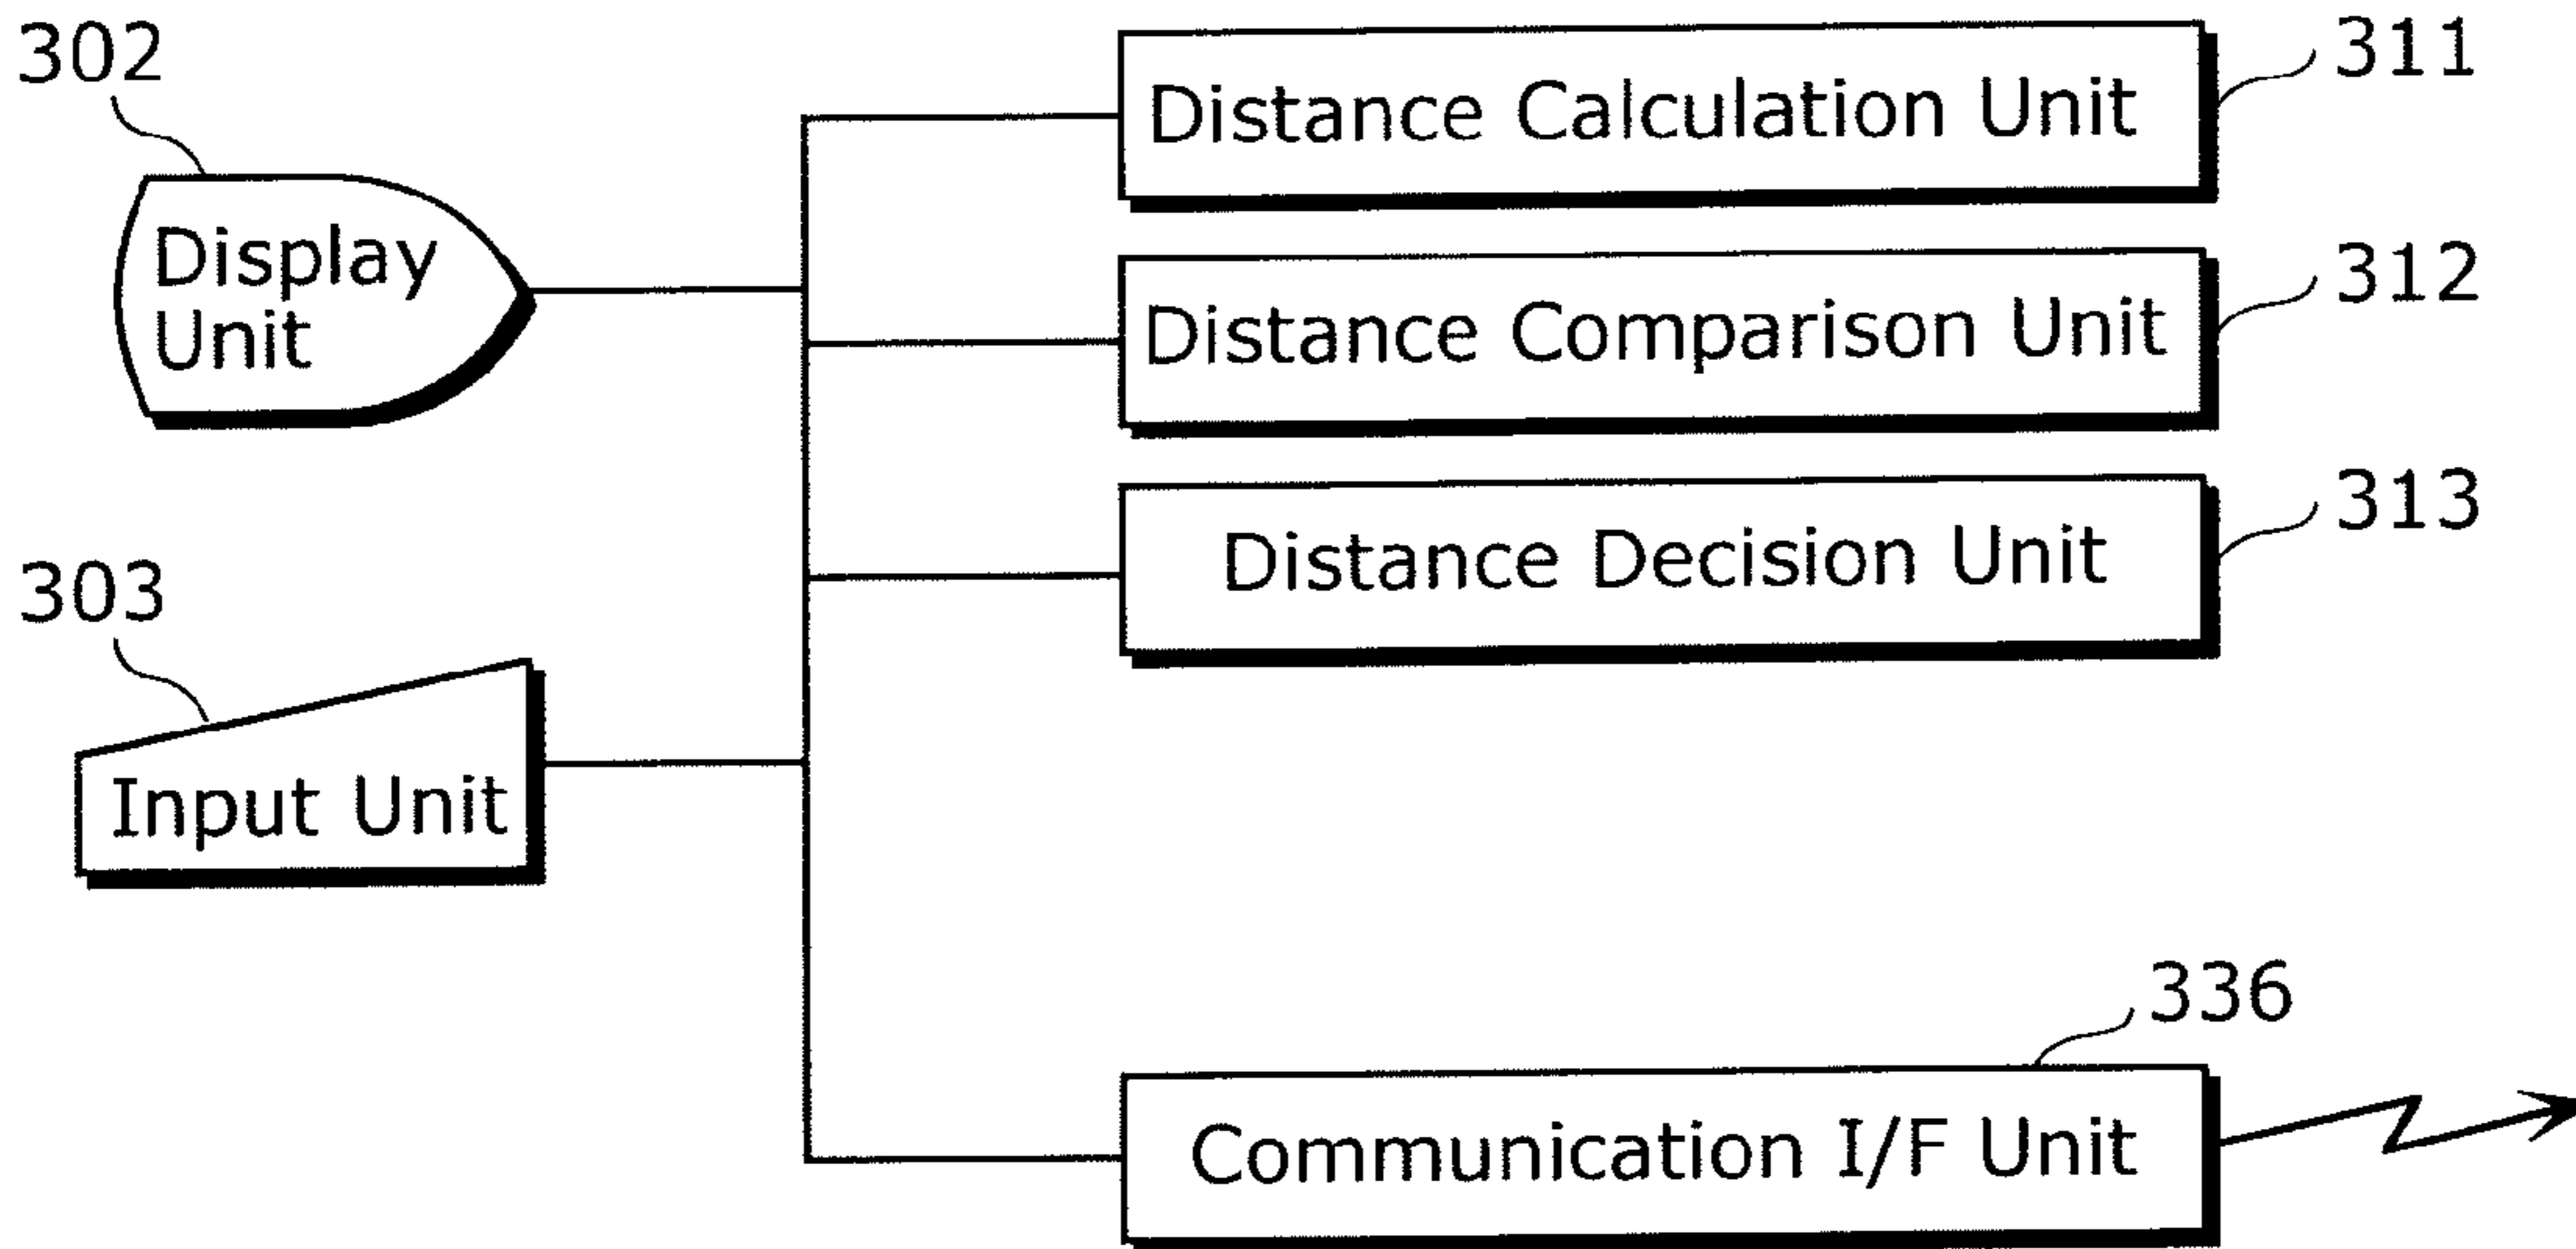 302
Display
Unit
303
Input Unit
Distance Calculation Unit
311
Distance Comparison Unit
312
Distance Decision Unit
313
336
Communication I/F Unit